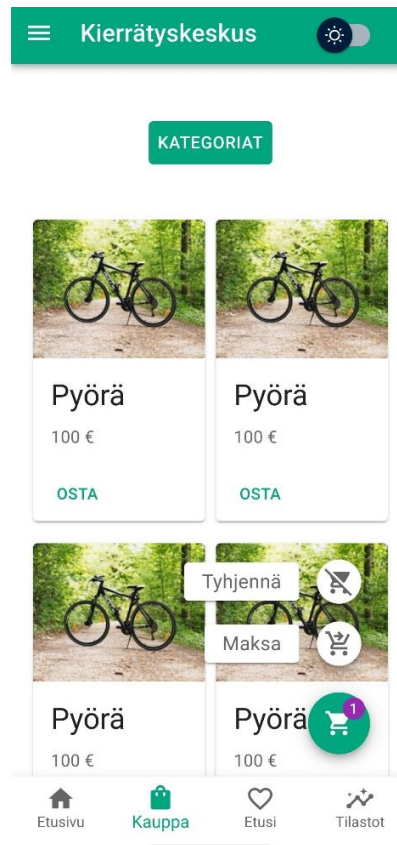 Kierrätyskeskus
KATEGORIAT
Pyörä
100 €
OSTA
Pyörä
100 €
OSTA
Tyhjennä
Maksa
1
Pyörä
100 €
Pyörä
100 €
Etusivu
Kauppa
Etusi
Tilastot